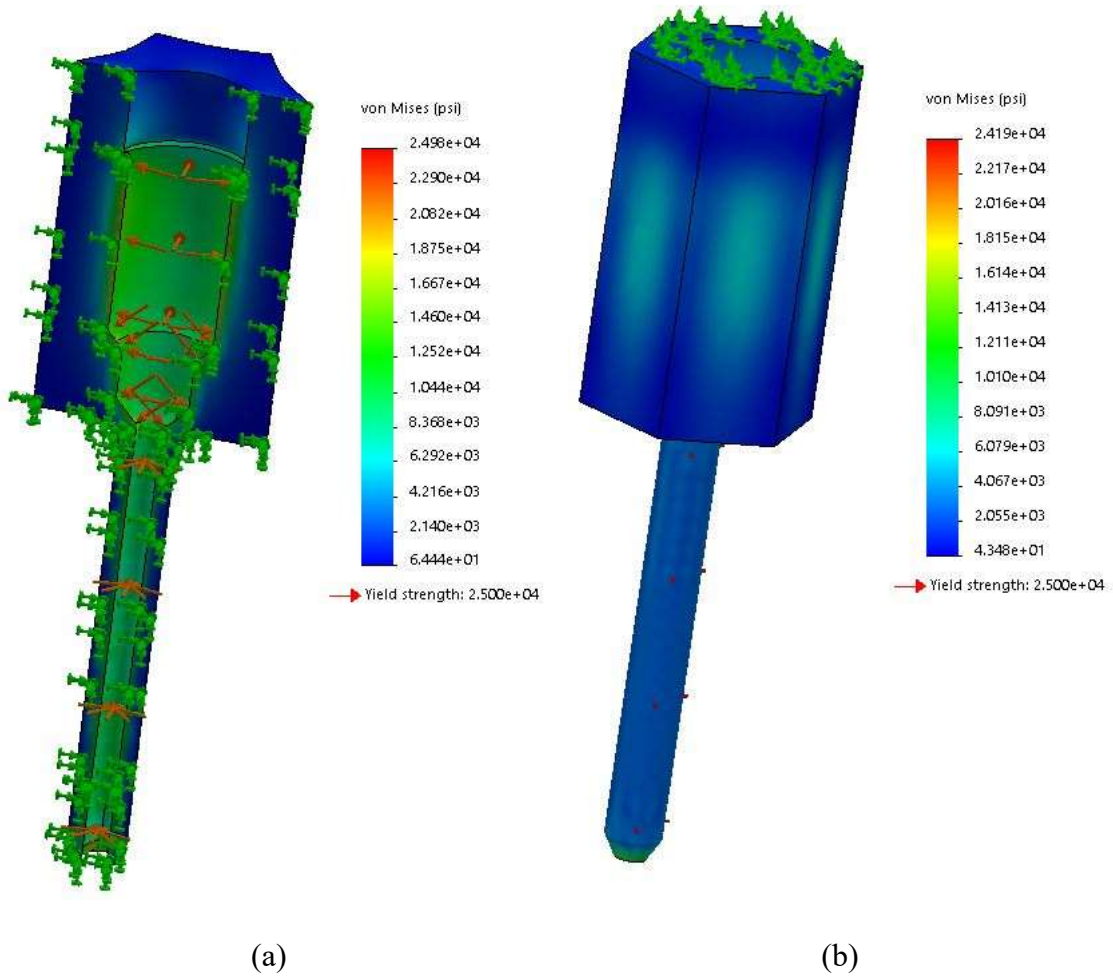 von Mises (psi)
2.498e+04
2.290e+04
2.082e+04
1.875e+04
1.667e+04
1.460e+04
1.252e+04
1.044e+04
8.368e+03
6.292e+03
4.216e+03
2.140e+03
6.444e+01
Yield strength: 2.500e+04
von Mises (psi)
2.419e+04
2.217e+04
2.016e+04
1.815e+04
1.614e+04
1.413e+04
1.211e+04
1.010e+04
8.091e+03
6.079e+03
4.067e+03
2.055e+03
4.348e+01
Yield strength: 2.500e+04
(a)
(b)